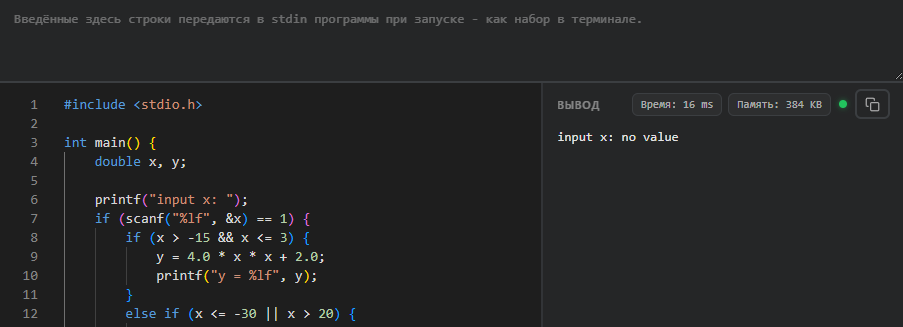 Введённые здесь строки передаются в stdin программы при запуске - как набор в терминале.
ВЫВОД Время: 16 ms Память: 384 KB
input x: no value
1 #include <stdio.h>
2
3 int main() {
4 double x, y;
5
6 printf("input x: ");
7 if (scanf("%lf", &x) == 1) {
8 if (x > -15 && x <= 3) {
9 y = 4.0 * x * x + 2.0;
10 printf("y = %lf", y);
11 }
12 else if (x <= -30 || x > 20) {